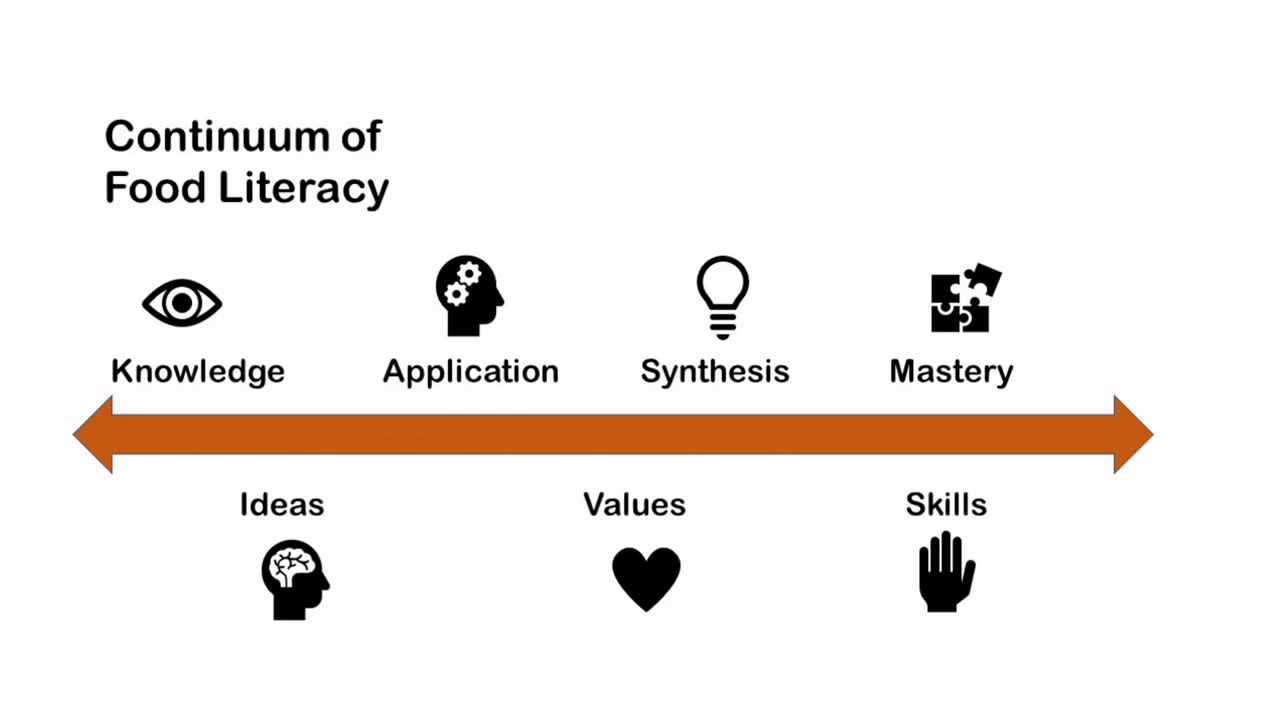 Continuum of
Food Literacy
Knowledge
Application
Synthesis
Mastery
Ideas
Values
Skills